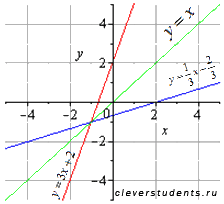 4
y
y = x
2
y = 1/3 x - 2/3
-4
-2
2
4
x
-2
y = 3x + 2
-4
cleverstudents.ru